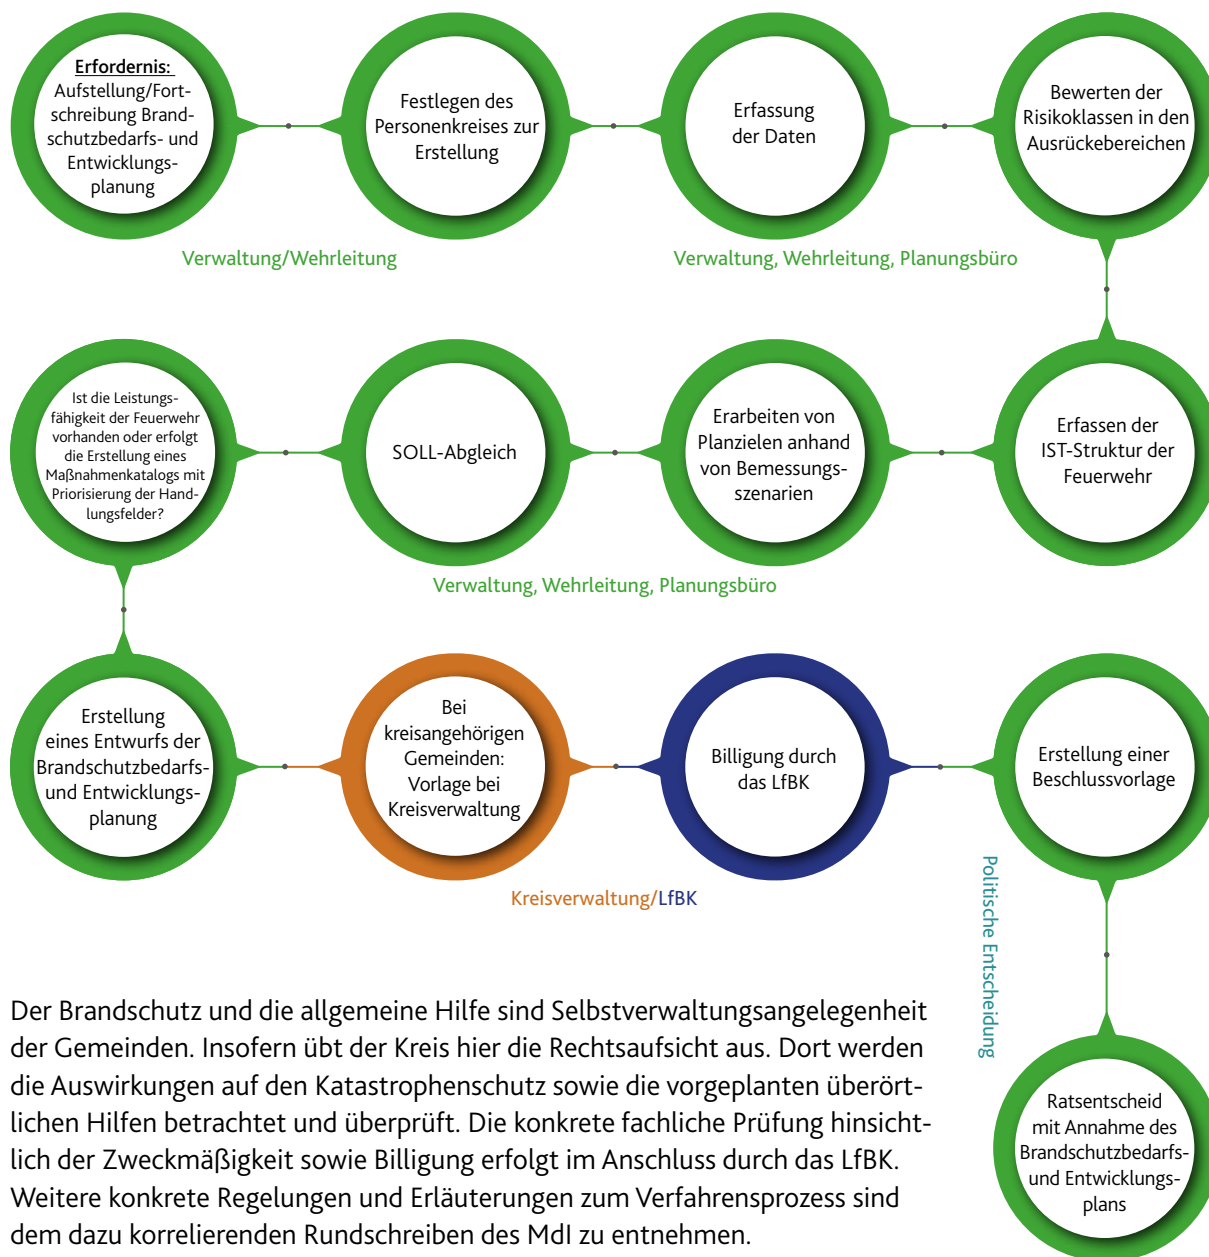 Erfordernis:
Aufstellung/Fort-
schreibung Brand-
schutzbedarfs- und
Entwicklungs-
planung
Festlegen des
Personenkreises zur
Erstellung
Erfassung
der Daten
Bewerten der
Risikoklassen in den
Ausrückebereichen
Verwaltung/Wehrleitung
Verwaltung, Wehrleitung, Planungsbüro
Ist die Leistungs-
fähigkeit der Feuerwehr
vorhanden oder erfolgt
die Erstellung eines
Maßnahmenkatalogs mit
Priorisierung der Hand-
lungsfelder?
SOLL-Abgleich
Erarbeiten von
Planzielen anhand
von Bemessungs-
szenarien
Erfassen der
IST-Struktur der
Feuerwehr
Verwaltung, Wehrleitung, Planungsbüro
Erstellung
eines Entwurfs der
Brandschutzbedarfs-
und Entwicklungs-
planung
Bei
kreisangehörigen
Gemeinden:
Vorlage bei
Kreisverwaltung
Billigung durch
das LfBK
Erstellung einer
Beschlussvorlage
Kreisverwaltung/LfBK
Politische Entscheidung
Der Brandschutz und die allgemeine Hilfe sind Selbstverwaltungsangelegenheit
der Gemeinden. Insofern übt der Kreis hier die Rechtsaufsicht aus. Dort werden
die Auswirkungen auf den Katastrophenschutz sowie die vorgeplanten überört-
lichen Hilfen betrachtet und überprüft. Die konkrete fachliche Prüfung hinsicht-
lich der Zweckmäßigkeit sowie Billigung erfolgt im Anschluss durch das LfBK.
Weitere konkrete Regelungen und Erläuterungen zum Verfahrensprozess sind
dem dazu korrelierenden Rundschreiben des MdI zu entnehmen.
Ratsentscheid
mit Annahme des
Brandschutzbedarfs-
und Entwicklungs-
plans